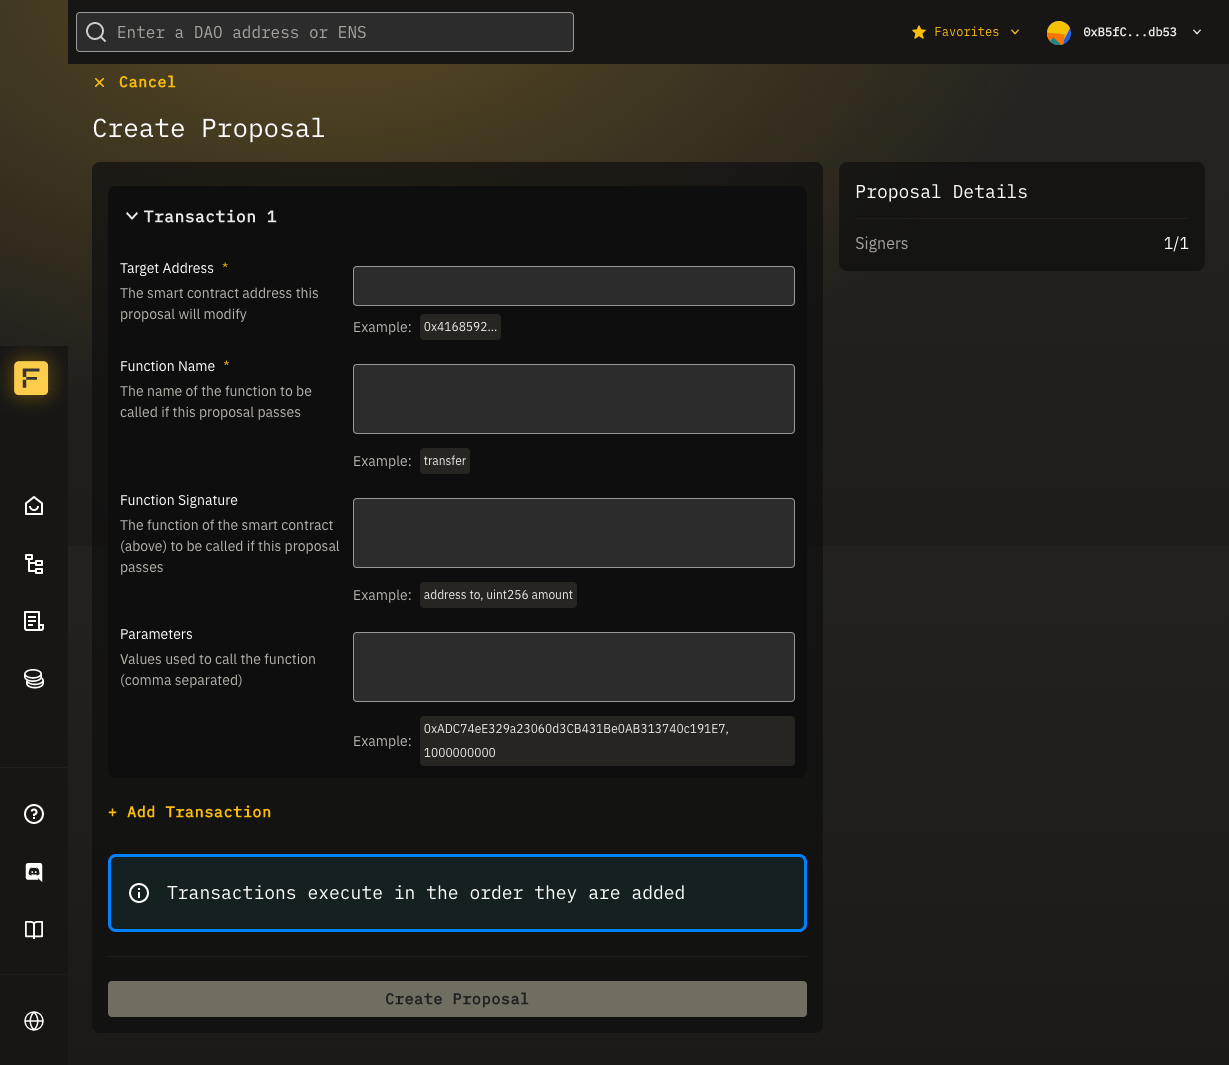 Enter a DAO address or ENS
Favorites
0xB5fC...db53
Cancel
Create Proposal
Transaction 1
Target Address *
The smart contract address this
proposal will modify
Example: 0x4168592...
Function Name *
The name of the function to be
called if this proposal passes
Example: transfer
Function Signature
The function of the smart contract
(above) to be called if this proposal
passes
Example: address to, uint256 amount
Parameters
Values used to call the function
(comma separated)
Example: 0xADC74eE329a23060d3CB431Be0AB313740c191E7,
1000000000
+ Add Transaction
Transactions execute in the order they are added
Create Proposal
Proposal Details
Signers 1/1